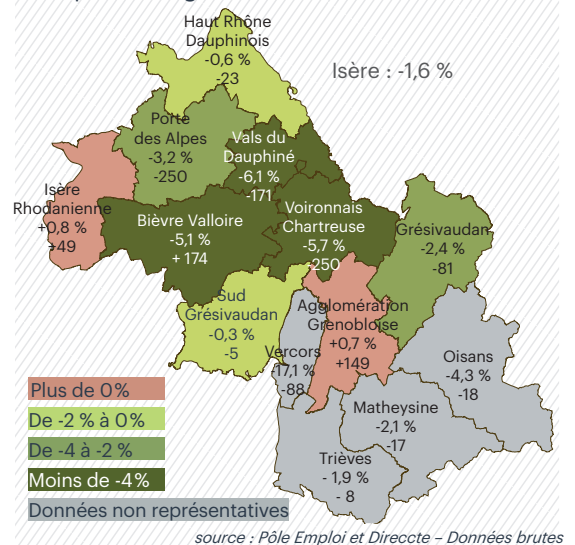 Haut Rhône
Dauphinois
-0,6 %
-23
Isère : -1,6 %
Porte
des Alpes
-3,2 %
-250
Vals du
Dauphiné
-6,1 %
-171
Isère
Rhodanienne
+0,8 %
+49
Bièvre Valloire
-5,1 %
+ 174
Voironnais
Chartreuse
-5,7 %
-250
Grésivaudan
-2,4 %
-81
Sud
Grésivaudan
-0,3 %
-5
Agglomération
Grenobloise
+0,7 %
+149
Vercors
-17,1 %
-88
Oisans
-4,3 %
-18
Matheysine
-2,1 %
-17
Trièves
- 1,9 %
- 8
Plus de 0%
De -2 % à 0%
De -4 à -2 %
Moins de -4%
Données non représentatives
source : Pôle Emploi et Direccte – Données brutes